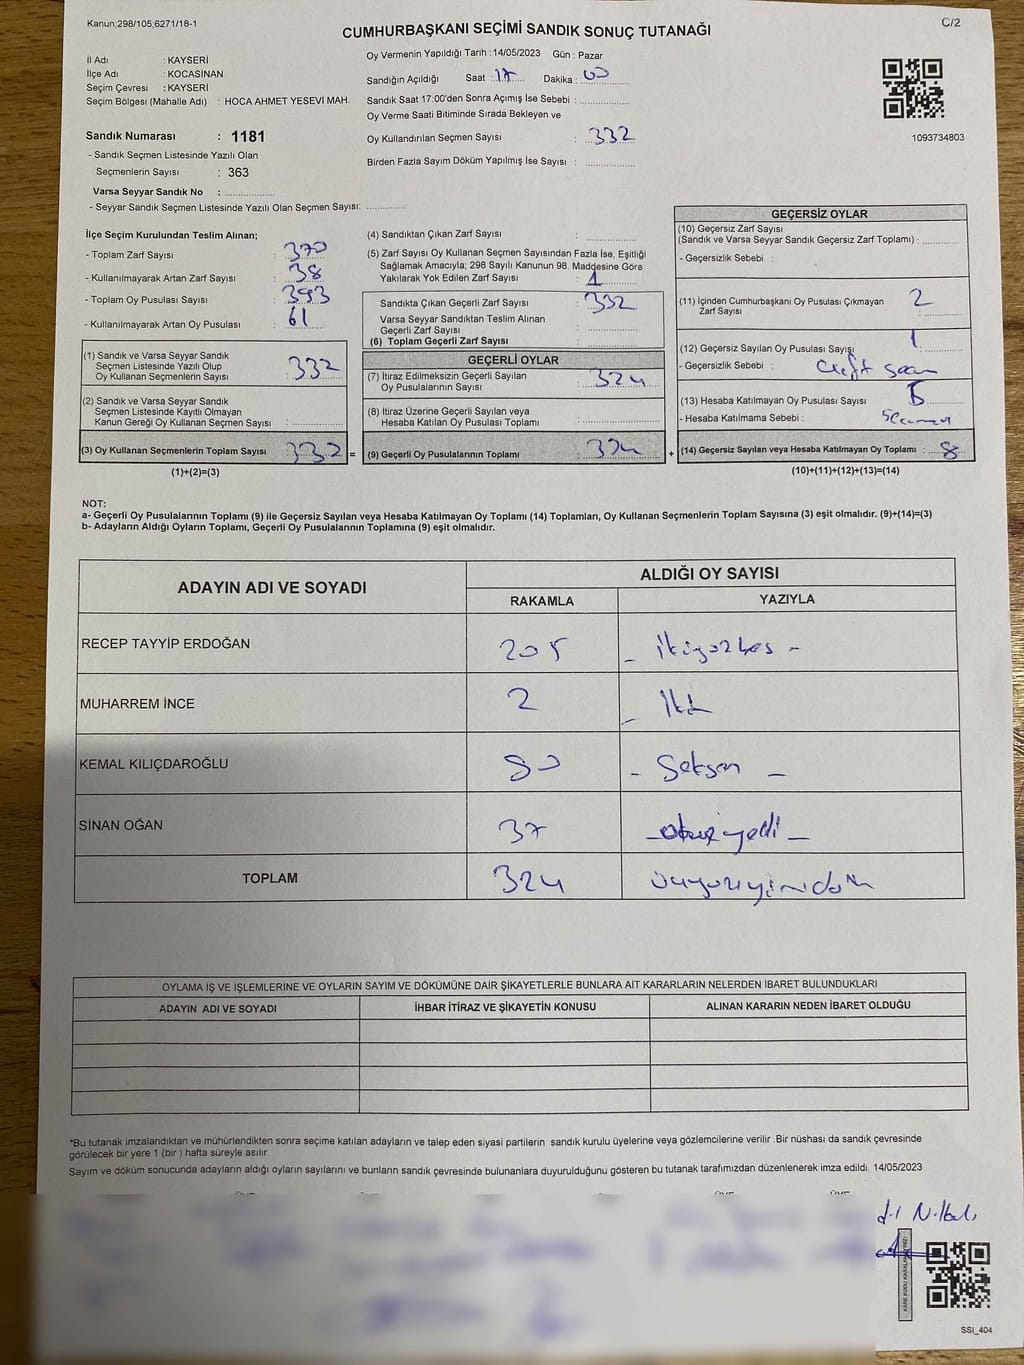 Kanun;298/105,6271/18-1
C/2
CUMHURBAŞKANI SEÇİMİ SANDIK SONUÇ TUTANAĞI
İl Adı : KAYSERİ
İlçe Adı : KOCASİNAN
Seçim Çevresi : KAYSERİ
Seçim Bölgesi (Mahalle Adı) : HOCA AHMET YESEVİ MAH.
Sandık Numarası : 1181
- Sandık Seçmen Listesinde Yazılı Olan
Seçmenlerin Sayısı : 363
Varsa Seyyar Sandık No :
- Seyyar Sandık Seçmen Listesinde Yazılı Olan Seçmen Sayısı:
Oy Vermenin Yapıldığı Tarih : 14/05/2023 Gün : Pazar
Sandığın Açıldığı Saat : 17 Dakika : 00
Sandık Saat 17:00'den Sonra Açımış İse Sebebi :
Oy Verme Saati Bitiminde Sırada Bekleyen ve
Oy Kullandırılan Seçmen Sayısı : 332
Birden Fazla Sayım Döküm Yapılmış İse Sayısı :
1093734803
İlçe Seçim Kurulundan Teslim Alınan;
- Toplam Zarf Sayısı : 370
- Kullanılmayarak Artan Zarf Sayısı : 38
- Toplam Oy Pusulası Sayısı : 393
- Kullanılmayarak Artan Oy Pusulası : 61
(1) Sandık ve Varsa Seyyar Sandık
Seçmen Listesinde Yazılı Olup
Oy Kullanan Seçmenlerin Sayısı : 332
(2) Sandık ve Varsa Seyyar Sandık
Seçmen Listesinde Kayıtlı Olmayan
Kanun Gereği Oy Kullanan Seçmen Sayısı :
(3) Oy Kullanan Seçmenlerin Toplam Sayısı : 332 =
(1)+(2)=(3)
(4) Sandıktan Çıkan Zarf Sayısı :
(5) Zarf Sayısı Oy Kullanan Seçmen Sayısından Fazla İse, Eşitliği
Sağlamak Amacıyla; 298 Sayılı Kanunun 98. Maddesine Göre
Yakılarak Yok Edilen Zarf Sayısı : 1
Sandıkta Çıkan Geçerli Zarf Sayısı : 332
Varsa Seyyar Sandıktan Teslim Alınan
Geçerli Zarf Sayısı :
(6) Toplam Geçerli Zarf Sayısı :
GEÇERLİ OYLAR
(7) İtiraz Edilmeksizin Geçerli Sayılan
Oy Pusulalarının Sayısı : 324
(8) İtiraz Üzerine Geçerli Sayılan veya
Hesaba Katılan Oy Pusulası Toplamı :
(9) Geçerli Oy Pusulalarının Toplamı : 324 +
GEÇERSİZ OYLAR
(10) Geçersiz Zarf Sayısı
(Sandık ve Varsa Seyyar Sandık Geçersiz Zarf Toplamı) :
- Geçersizlik Sebebi :
(11) İçinden Cumhurbaşkanı Oy Pusulası Çıkmayan
Zarf Sayısı : 2
(12) Geçersiz Sayılan Oy Pusulası Sayışı : 1
- Geçersizlik Sebebi :
(13) Hesaba Katılmayan Oy Pusulası Sayısı : 5
- Hesaba Katılmama Sebebi :
(14) Geçersiz Sayılan veya Hesaba Katılmayan Oy Toplamı : 8
(10)+(11)+(12)+(13)=(14)
NOT:
a- Geçerli Oy Pusulalarının Toplamı (9) ile Geçersiz Sayılan veya Hesaba Katılmayan Oy Toplamı (14) Toplamları, Oy Kullanan Seçmenlerin Toplam Sayısına (3) eşit olmalıdır. (9)+(14)=(3)
b- Adayların Aldığı Oyların Toplamı, Geçerli Oy Pusulalarının Toplamına (9) eşit olmalıdır.
ADAYIN ADI VE SOYADI
ALDIĞI OY SAYISI
RAKAMLA YAZIYLA
RECEP TAYYİP ERDOĞAN 205 - ikiyüzbeş -
MUHARREM İNCE 2 - iki
KEMAL KILIÇDAROĞLU 80 - seksen -
SİNAN OĞAN 37 - otuzyedi -
TOPLAM 324 üçyüzyirmidört
OYLAMA İŞ VE İŞLEMLERİNE VE OYLARIN SAYIM VE DÖKÜMÜNE DAİR ŞİKAYETLERLE BUNLARA AİT KARARLARIN NELERDEN İBARET BULUNDUKLARI
ADAYIN ADI VE SOYADI İHBAR İTİRAZ VE ŞİKAYETİN KONUSU ALINAN KARARIN NEDEN İBARET OLDUĞU
*Bu tutanak imzalandıktan ve mühürlendikten sonra seçime katılan adayların ve talep eden siyasi partilerin sandık kurulu üyelerine veya gözlemcilerine verilir .Bir nüshası da sandık çevresinde
görülecek bir yere 1 (bir ) hafta süreyle asılır.
Sayım ve döküm sonucunda adayların aldığı oyların sayılarını ve bunların sandık çevresinde bulunanlara duyurulduğunu gösteren bu tutanak tarafımızdan düzenlenerek imza edildi. 14/05/2023
SSI_404